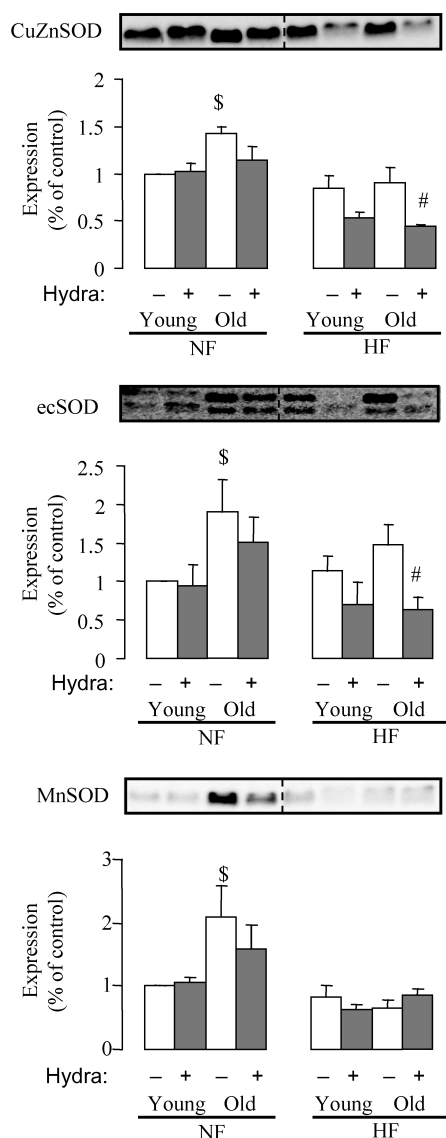 CuZnSOD
Expression
(% of control)
2
1.5
1
0.5
0
$
#
Hydra: – + – + – + – +
Young Old Young Old
NF HF
ecSOD
Expression
(% of control)
2.5
2
1.5
1
0.5
0
$
#
Hydra: – + – + – + – +
Young Old Young Old
NF HF
MnSOD
Expression
(% of control)
3
2
1
0
$
Hydra: – + – + – + – +
Young Old Young Old
NF HF